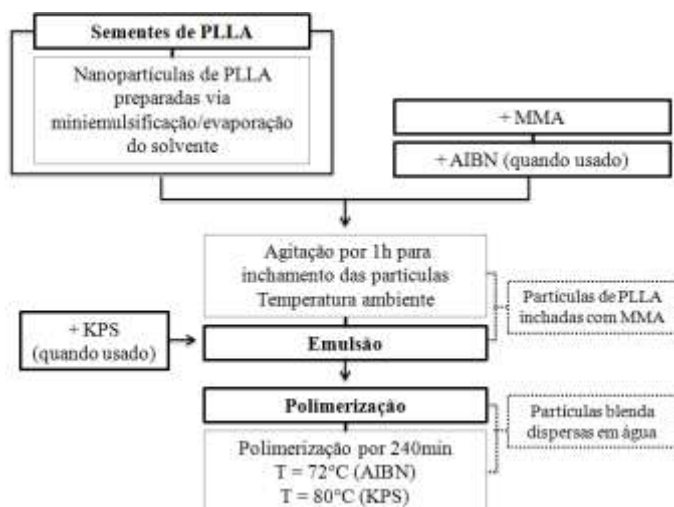 Sementes de PLLA
Nanopartículas de PLLA
preparadas via
miniemulsificação/evaporação
do solvente
+ MMA
+ AIBN (quando usado)
Agitação por 1h para
inchamento das partículas
Temperatura ambiente
Partículas de PLLA
inchadas com MMA
+ KPS
(quando usado)
Emulsão
Polimerização
Partículas blenda
dispersas em água
Polimerização por 240min
T = 72°C (AIBN)
T = 80°C (KPS)